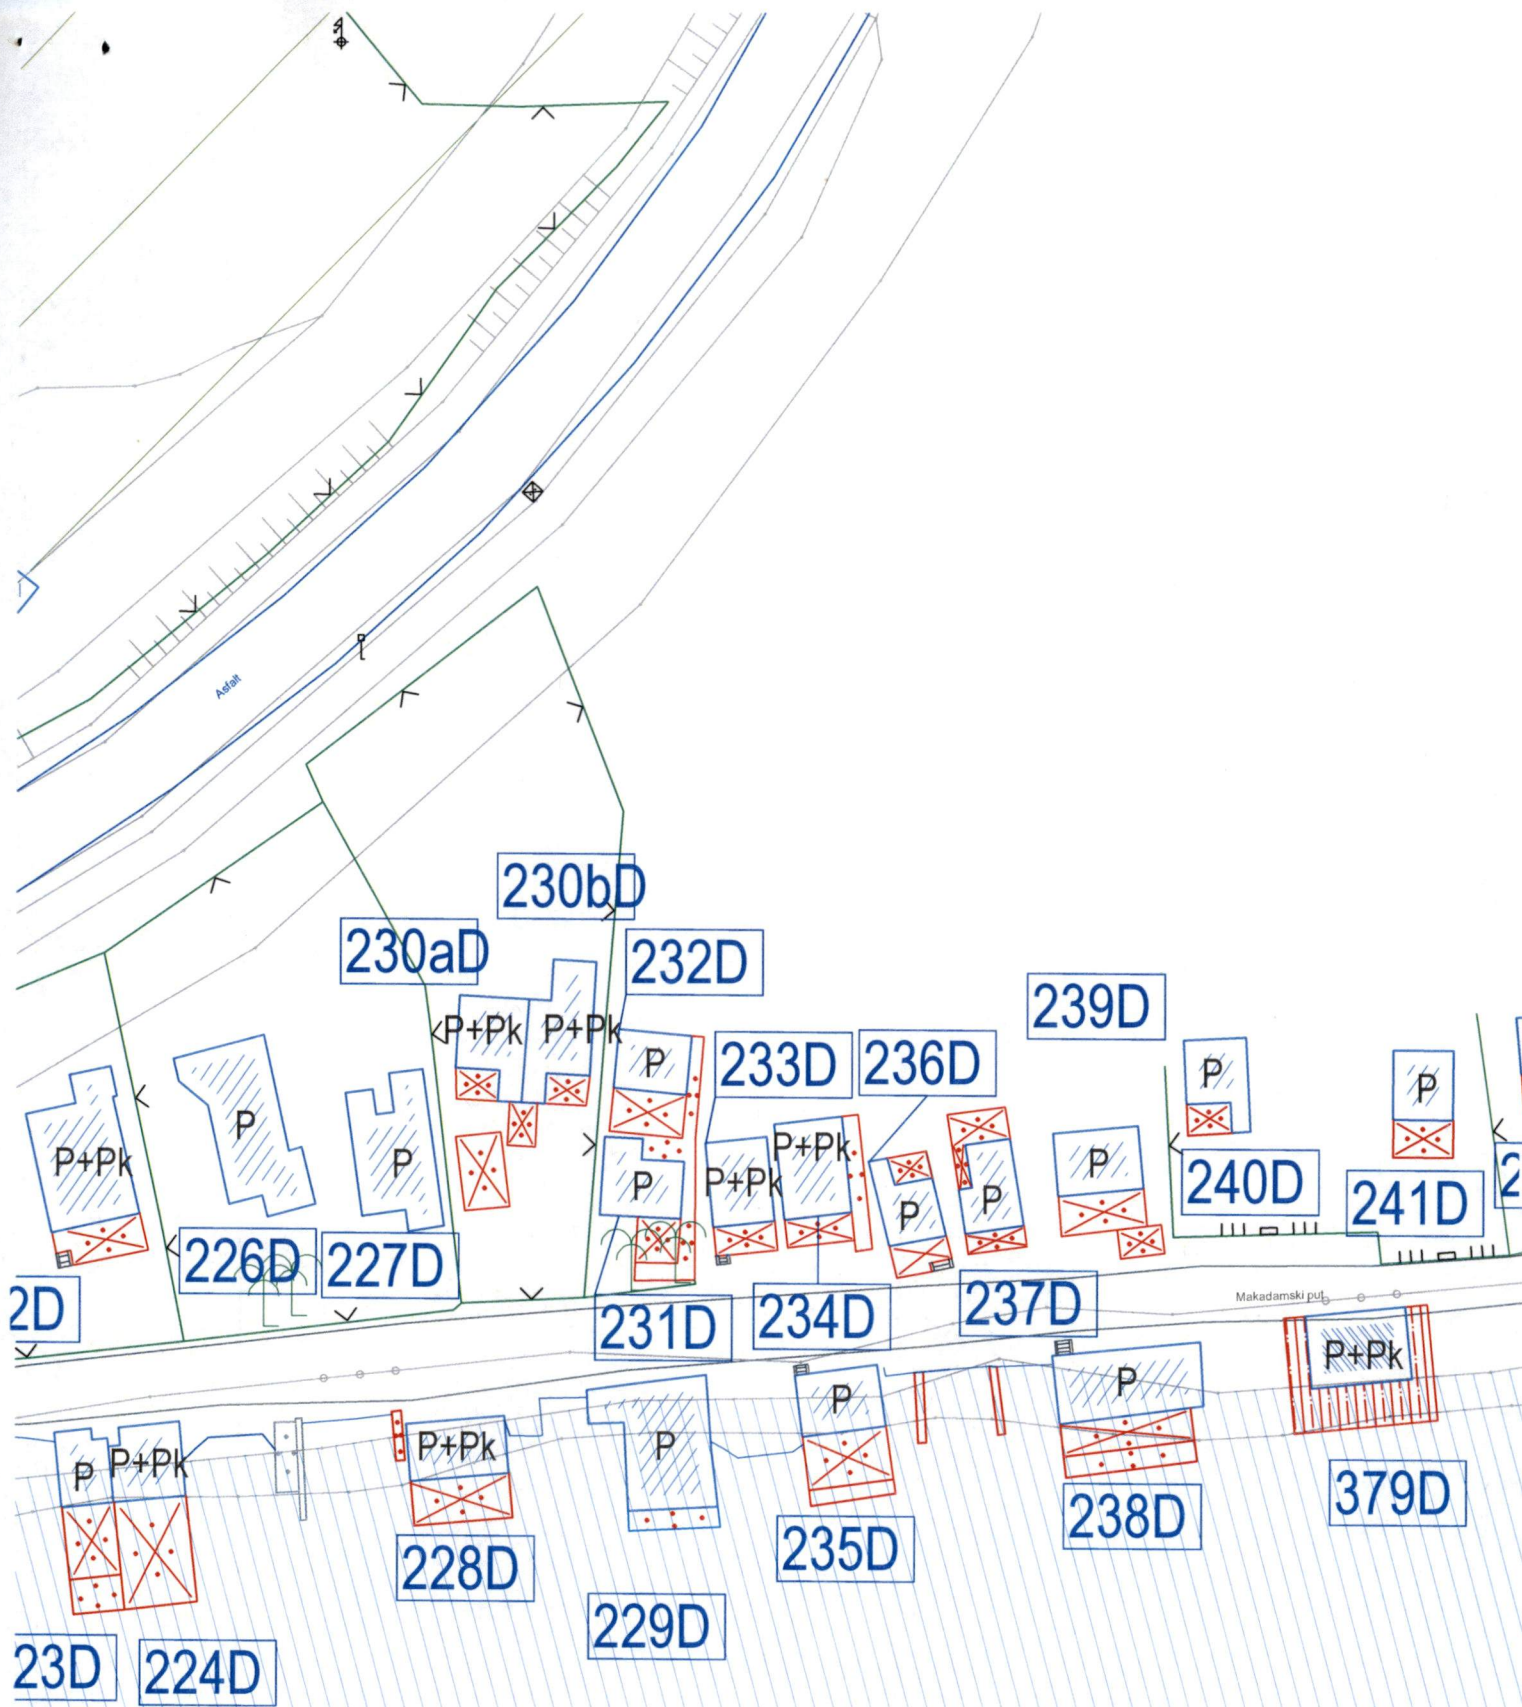 Asfalt
230bD
230aD
232D
P+Pk
P+Pk
P
239D
233D
236D
P
P
P+Pk
P
P
P
P+Pk
P+Pk
P
P
P
P
240D
241D
226D
227D
2D
231D
234D
237D
Makadamski put
P+Pk
P
P
P+Pk
P
P+Pk
P
379D
228D
235D
238D
229D
23D
224D